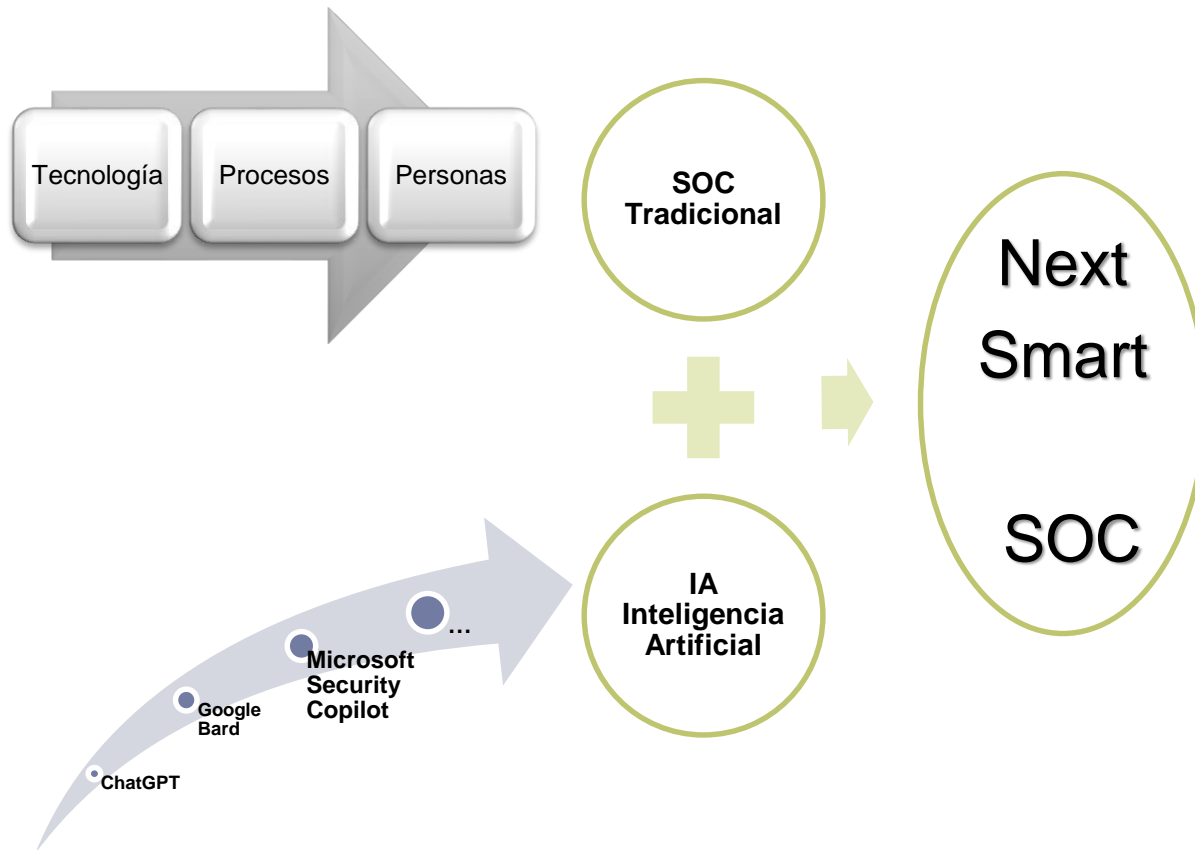 Tecnología
Procesos
Personas
SOC
Tradicional
Next
Smart
SOC
IA
Inteligencia
Artificial
...
Microsoft
Security
Copilot
Google
Bard
ChatGPT